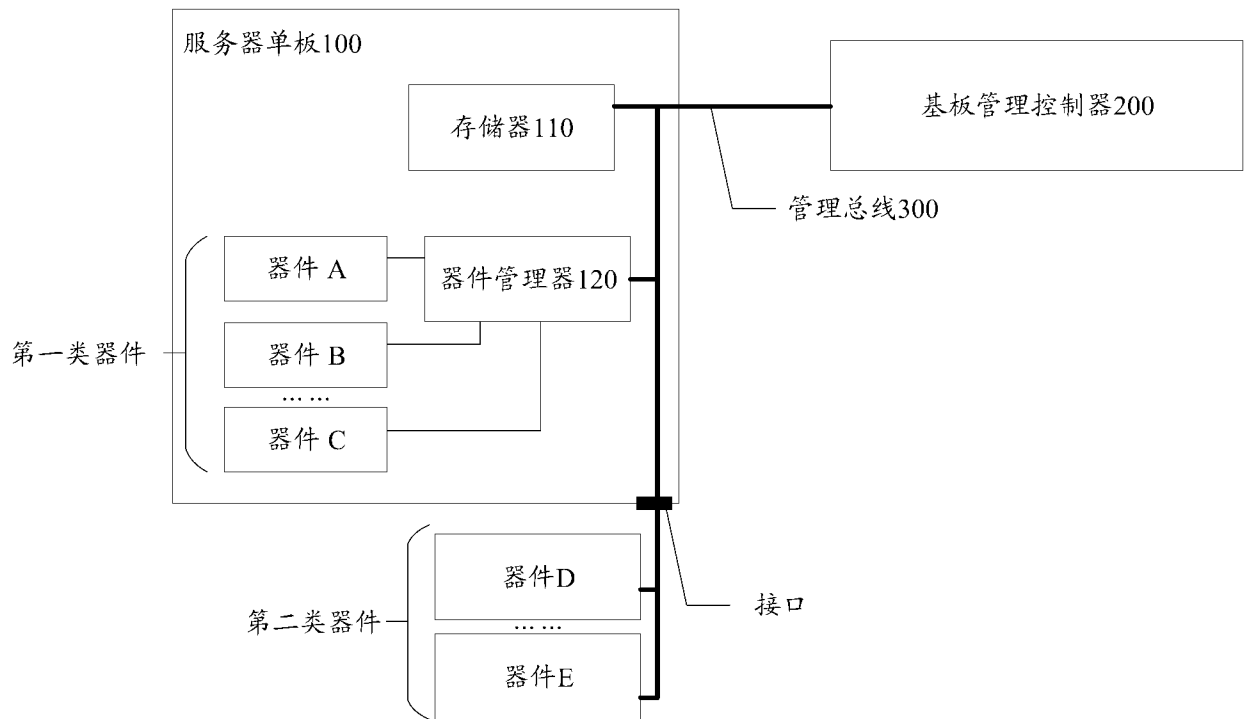 服务器单板100
基板管理控制器200
存储器110
管理总线300
器件 A
器件管理器120
第一类器件
器件 B
... ...
器件 C
器件D
接口
第二类器件
... ...
器件E